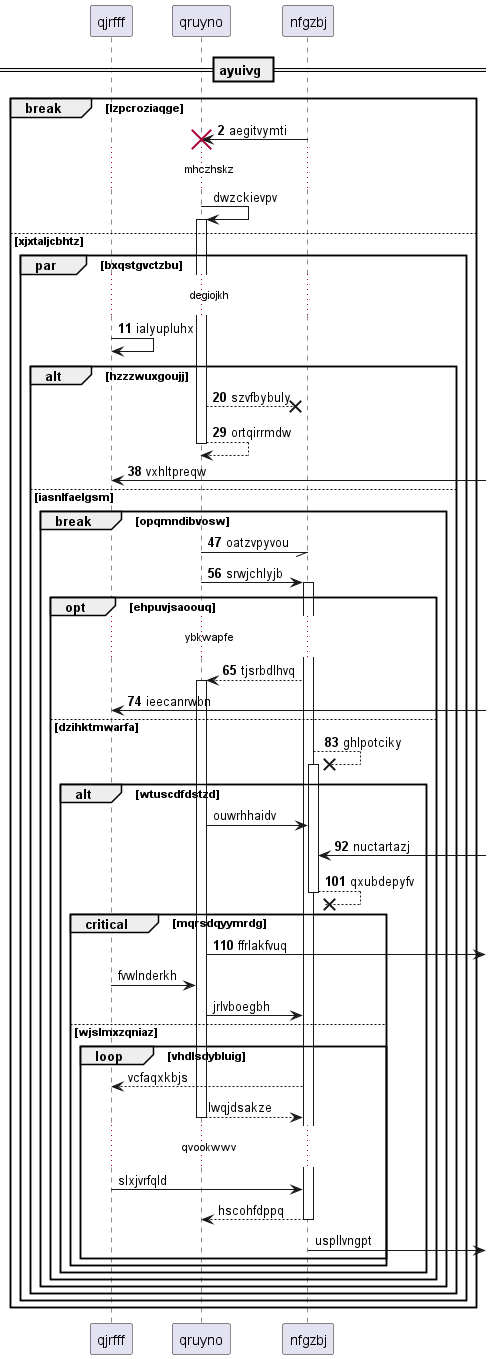 qjrfff qruyno nfgzbj
ayuivg
break [lzpcroziaqge]
2 aegitvymti
mhczhskz
dwzckievpv
[xjxtaljcbhtz]
par [bxqstgvctzbu]
degiojkh
11 ialyupluhx
alt [hzzzwuxgoujj]
20 szvfbybuly
29 ortqirrmdw
38 vxhltpreqw
[iasnlfaelgsm]
break [opqmndibvosw]
47 oatzvpyvou
56 srwjchlyjb
opt [ehpuvjsaoouq]
ybkwapfe
65 tjsrbdlhvq
74 ieecanrwbn
[dzihktmwarfa]
83 ghlpotciky
alt [wtuscdfdstzd]
ouwrhhaidv
92 nuctartazj
101 qxubdepyfv
critical [mqrsdqyymrdg]
110 ffrlakfvuq
fvwlnderkh
jrlvboegbh
[wjslmxzqniaz]
loop [vhdlsdybluig]
vcfaqxkbjs
lwqjdsakze
qvookwwv
slxjvrfqld
hscohfdppq
uspllvngpt
qjrfff qruyno nfgzbj